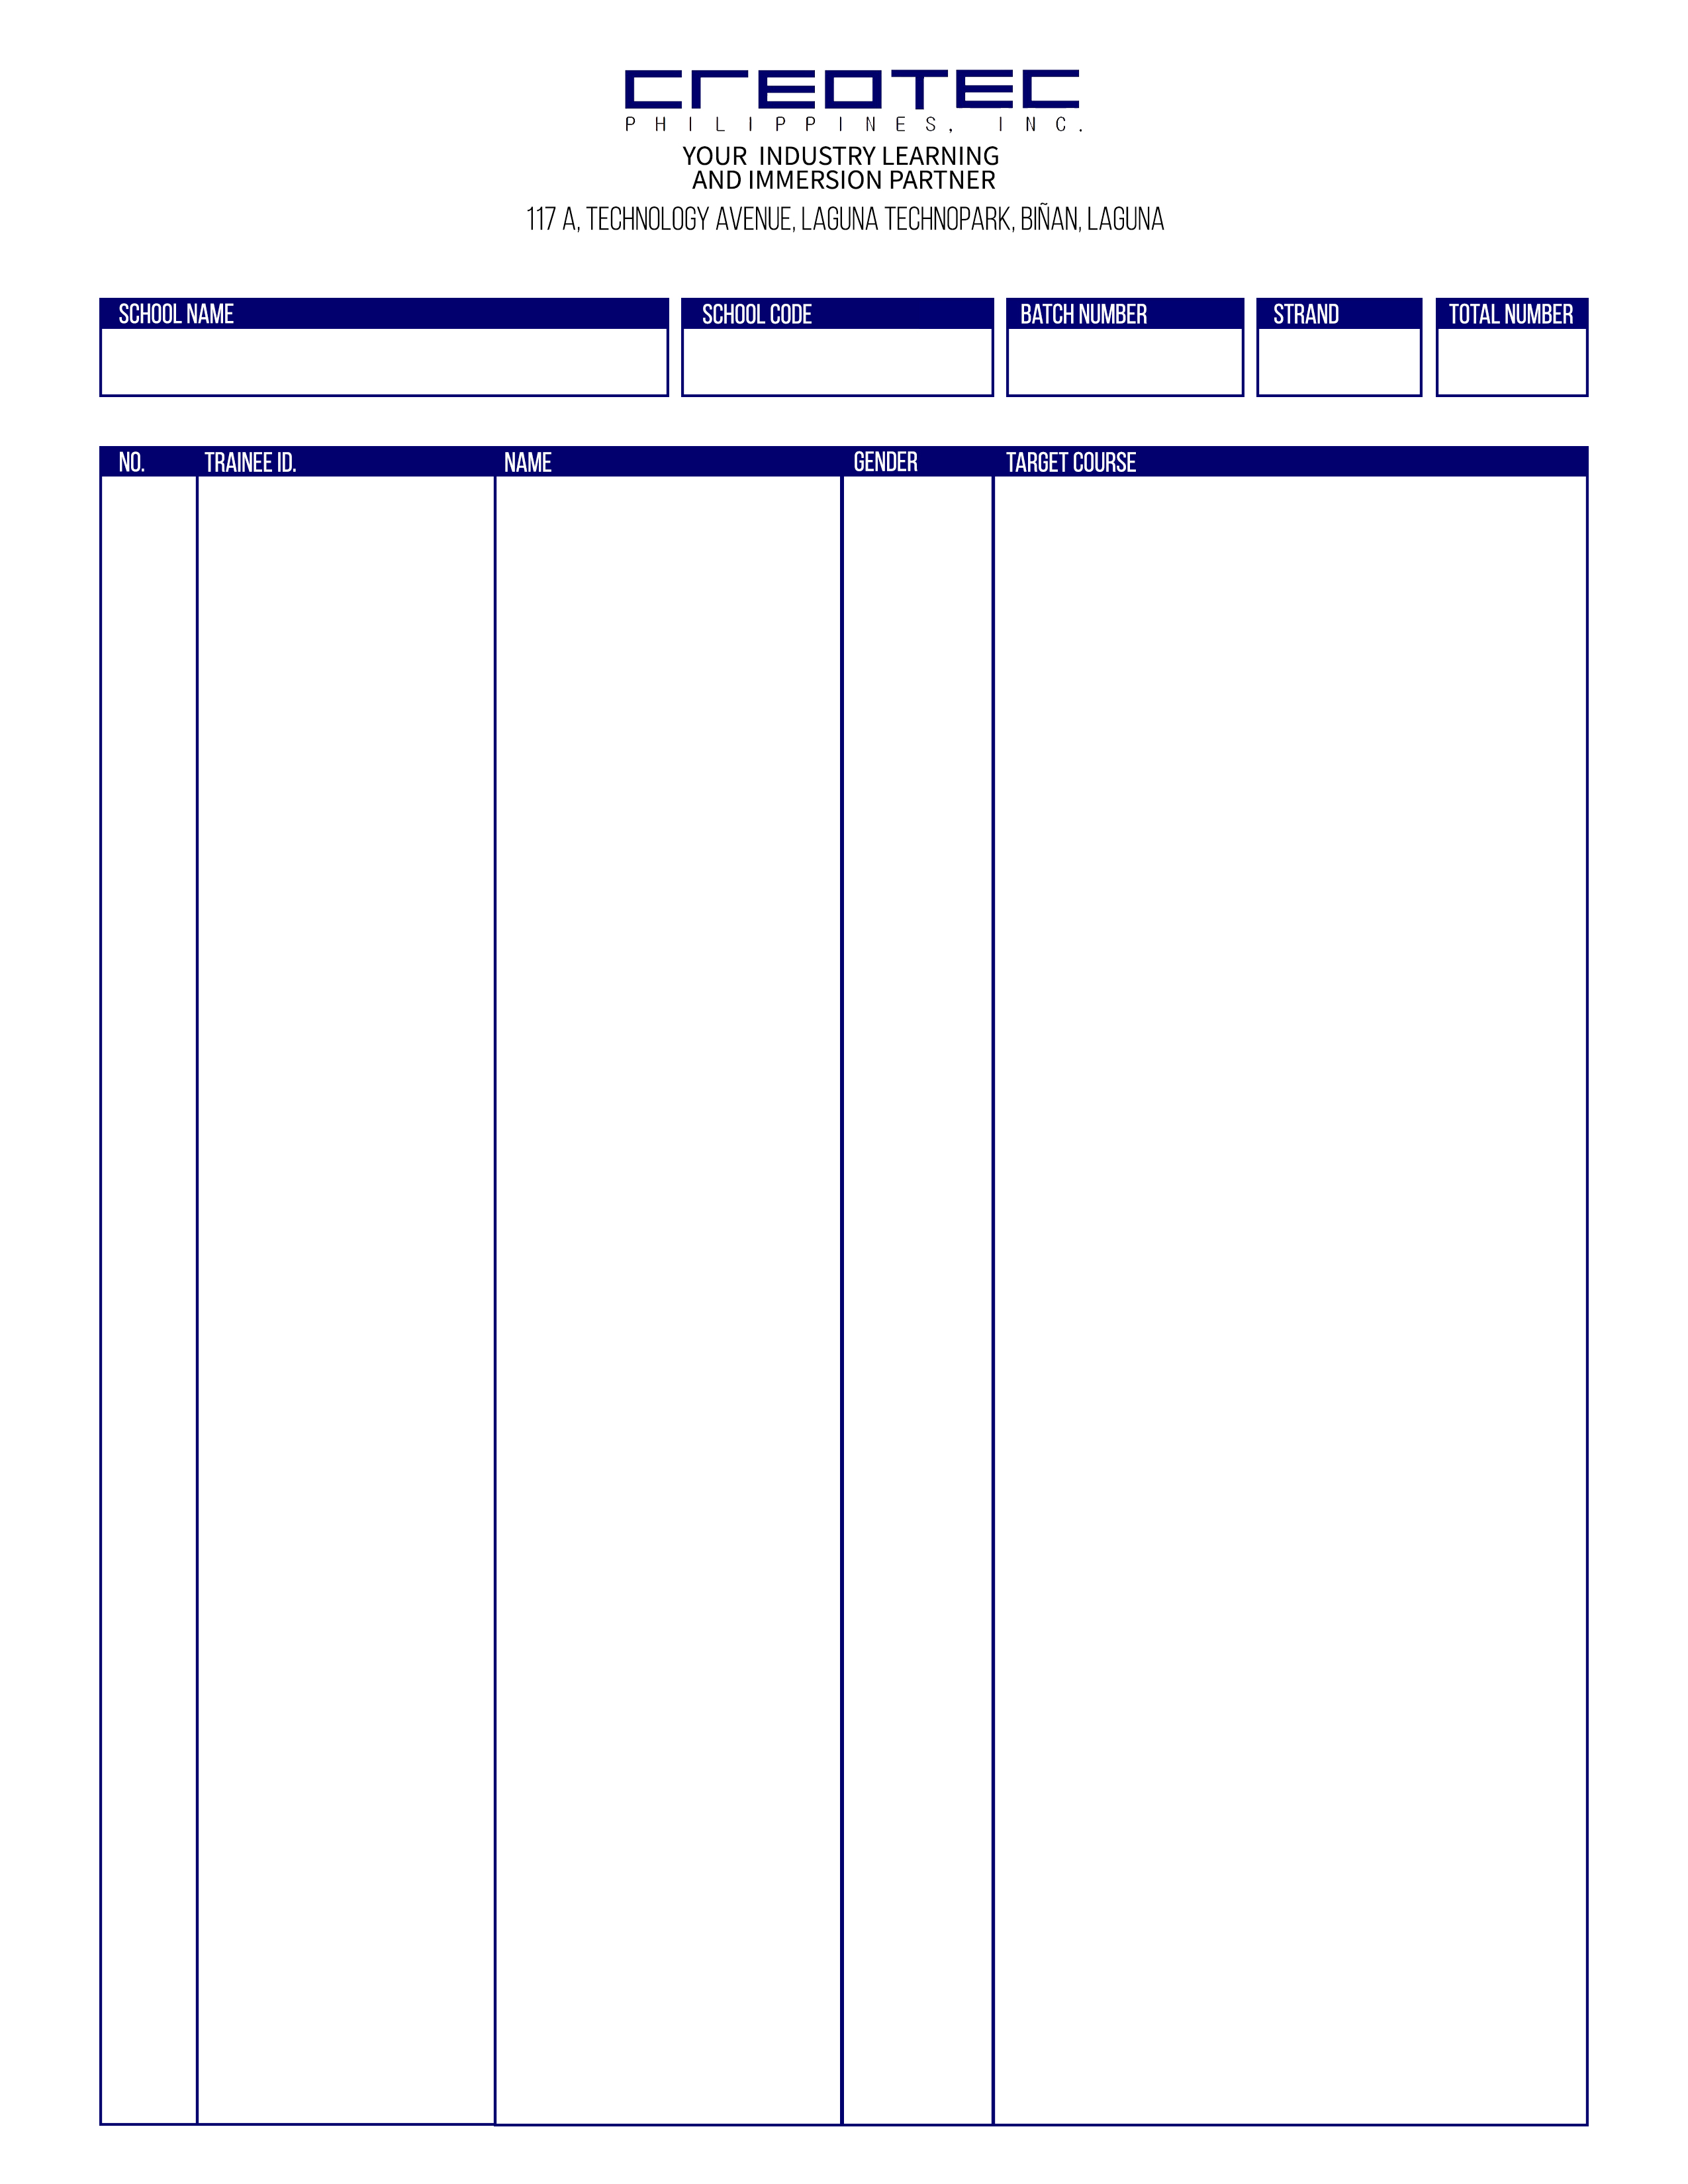 CREOTEC
PHILIPPINES, INC.
YOUR INDUSTRY LEARNING
AND IMMERSION PARTNER
117 A, TECHNOLOGY AVENUE, LAGUNA TECHNOPARK, BIÑAN, LAGUNA
SCHOOL NAME SCHOOL CODE BATCH NUMBER STRAND TOTAL NUMBER
NO. TRAINEE ID. NAME GENDER TARGET COURSE